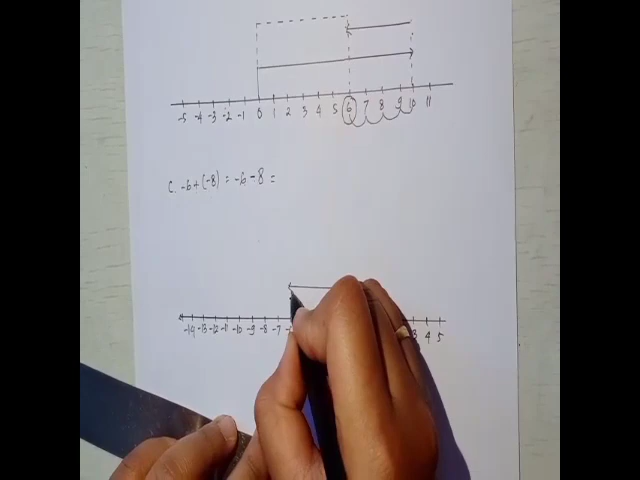 -5 -4 -3 -2 -1 0 1 2 3 4 5 6 7 8 9 10 11
C. -6 + (-8) = -6 - 8 =
-14 -13 -12 -11 -10 -9 -8 -7 3 4 5